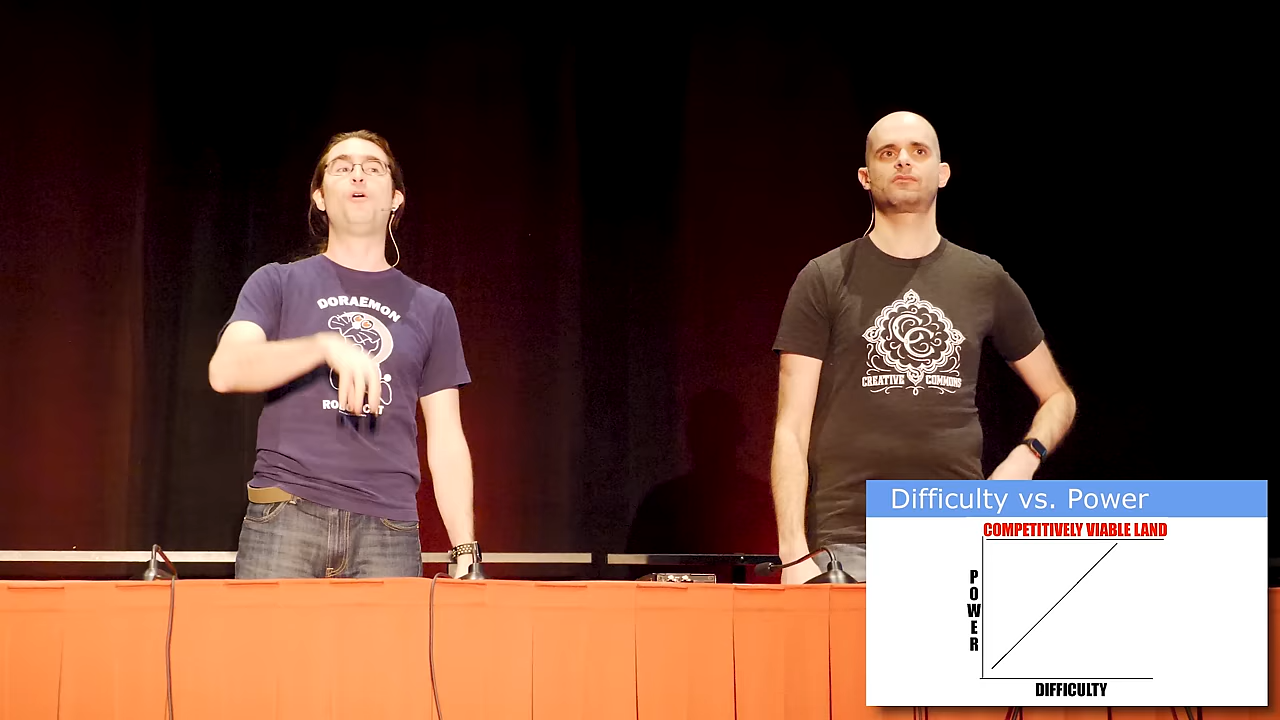 DORAEMON
ROBOT CAT
CREATIVE COMMONS
Difficulty vs. Power
COMPETITIVELY VIABLE LAND
POWER
DIFFICULTY